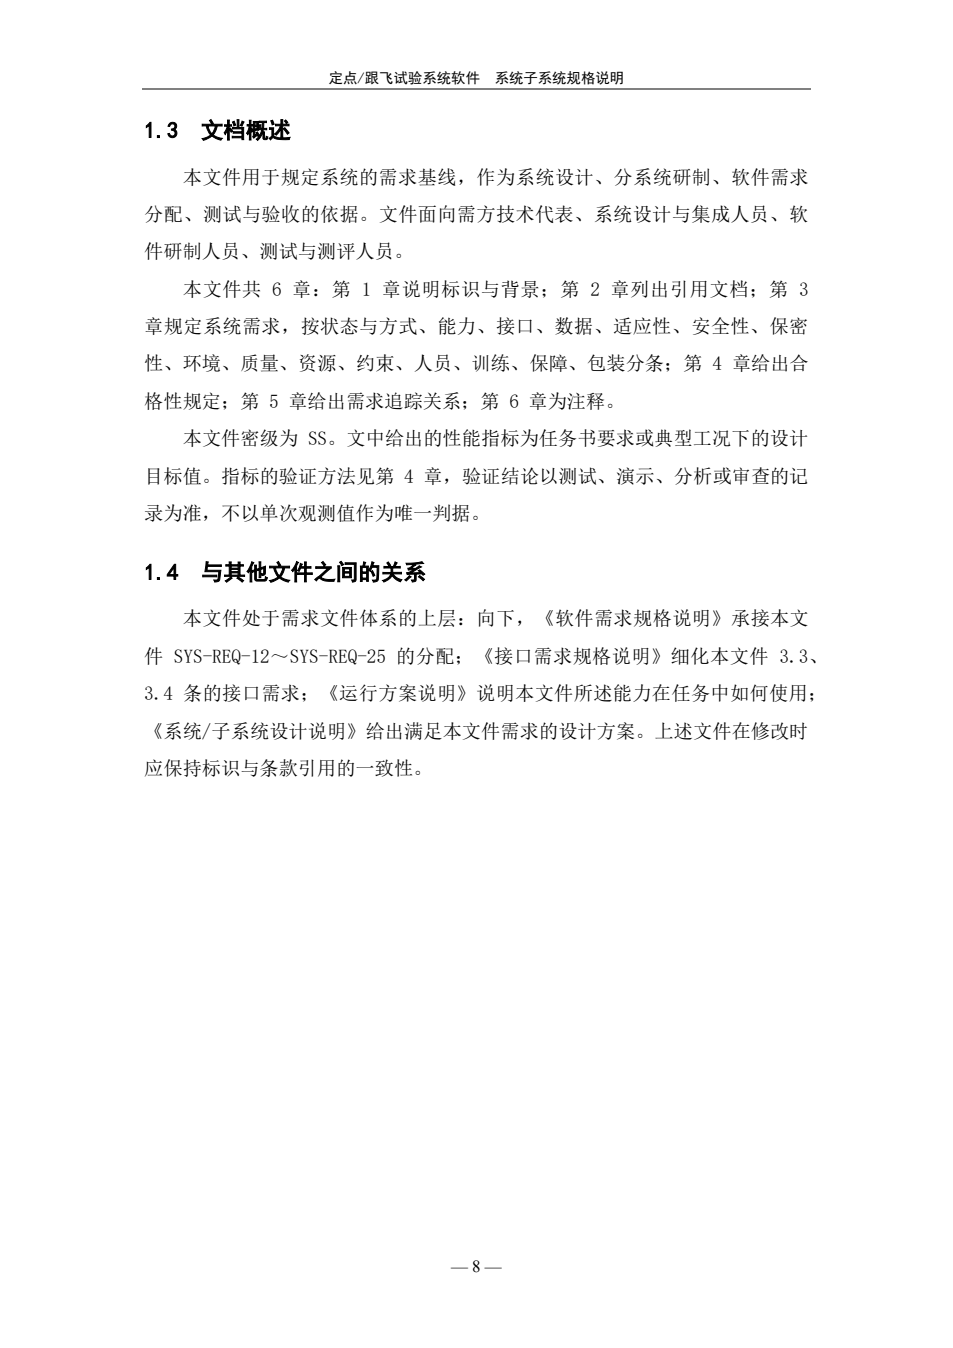 定点/跟飞试验系统软件　系统子系统规格说明
1.3　文档概述
本文件用于规定系统的需求基线，作为系统设计、分系统研制、软件需求
分配、测试与验收的依据。文件面向需方技术代表、系统设计与集成人员、软
件研制人员、测试与测评人员。
本文件共 6 章：第 1 章说明标识与背景；第 2 章列出引用文档；第 3
章规定系统需求，按状态与方式、能力、接口、数据、适应性、安全性、保密
性、环境、质量、资源、约束、人员、训练、保障、包装分条；第 4 章给出合
格性规定；第 5 章给出需求追踪关系；第 6 章为注释。
本文件密级为 SS。文中给出的性能指标为任务书要求或典型工况下的设计
目标值。指标的验证方法见第 4 章，验证结论以测试、演示、分析或审查的记
录为准，不以单次观测值作为唯一判据。
1.4　与其他文件之间的关系
本文件处于需求文件体系的上层：向下，《软件需求规格说明》承接本文
件 SYS-REQ-12～SYS-REQ-25 的分配；《接口需求规格说明》细化本文件 3.3、
3.4 条的接口需求；《运行方案说明》说明本文件所述能力在任务中如何使用；
《系统/子系统设计说明》给出满足本文件需求的设计方案。上述文件在修改时
应保持标识与条款引用的一致性。
— 8 —